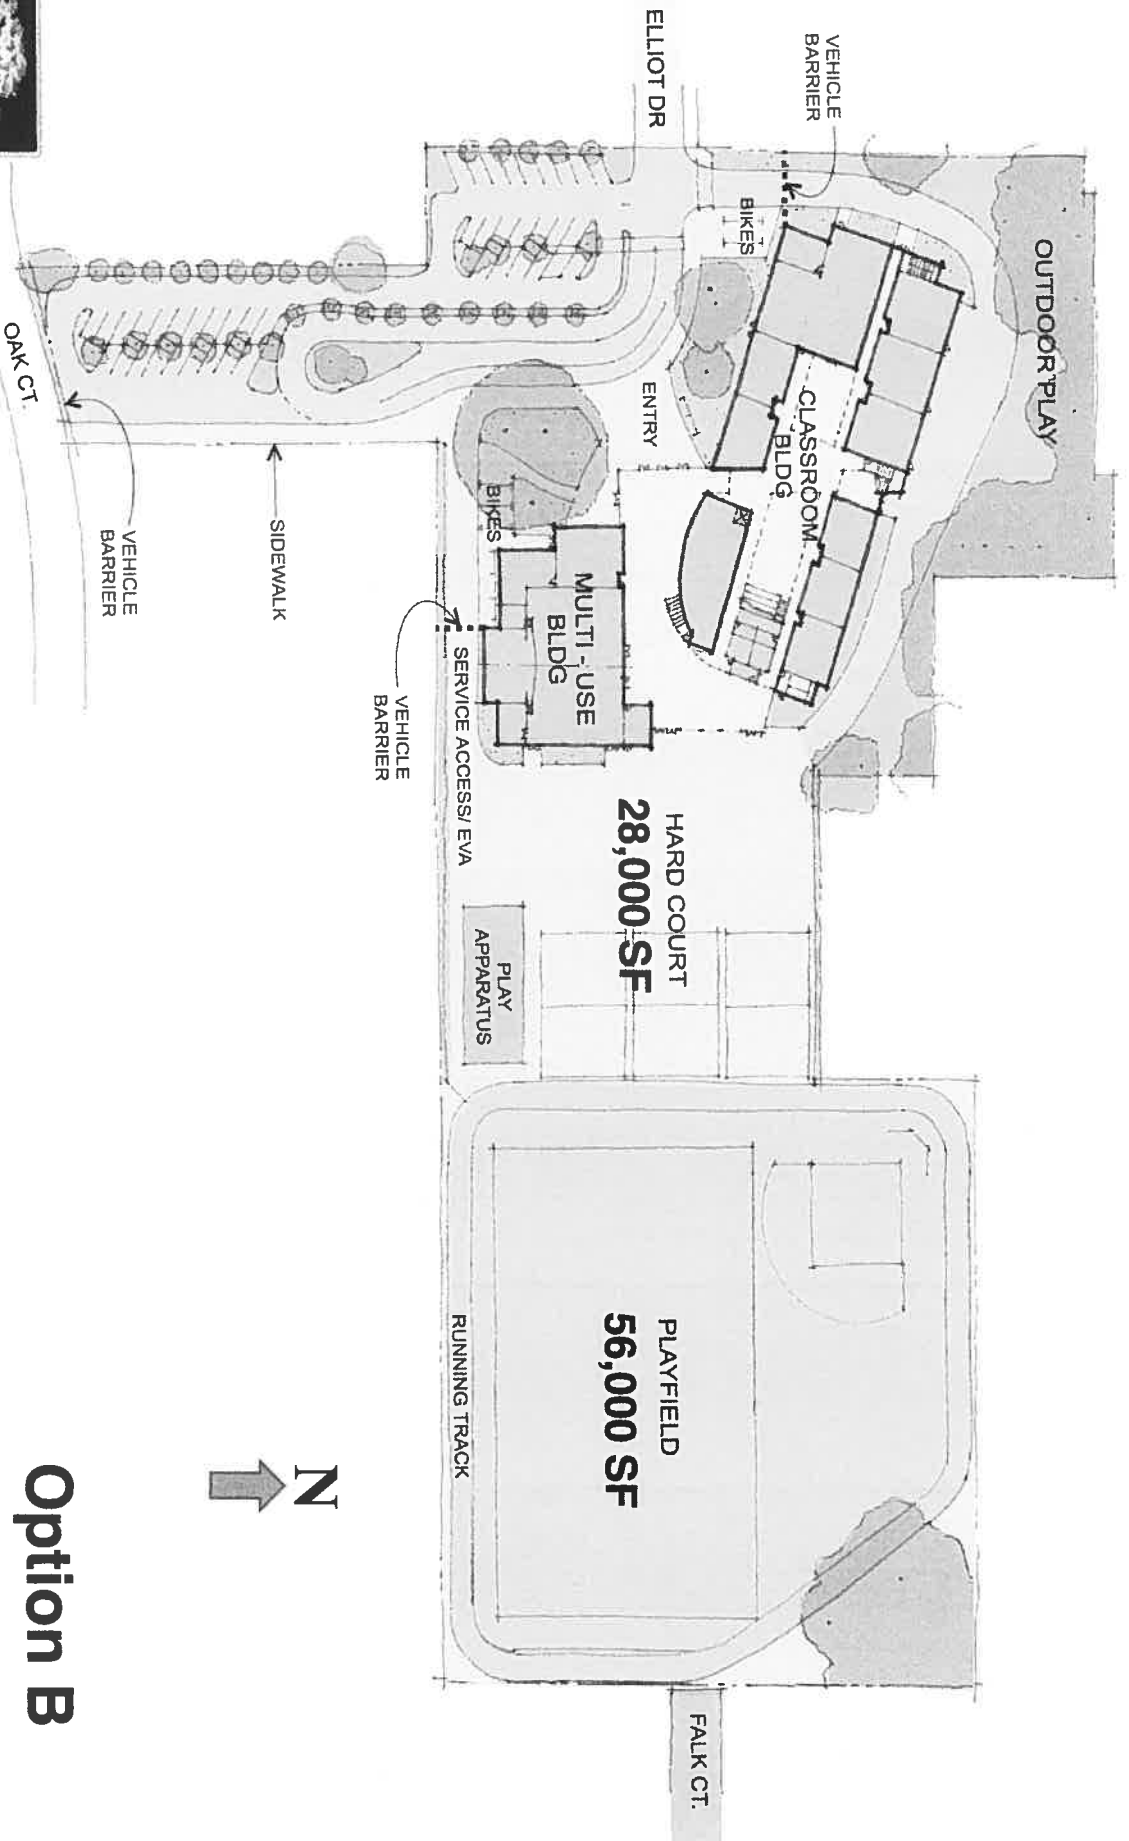 ELLIOT DR
VEHICLE
BARRIER
BIKES
OUTDOOR PLAY
CLASSROOM
BLDG
ENTRY
BIKES
MULTI - USE
BLDG
OAK CT.
VEHICLE
BARRIER
SIDEWALK
VEHICLE
BARRIER
SERVICE ACCESS/ EVA
HARD COURT
28,000 SF
PLAY
APPARATUS
PLAYFIELD
56,000 SF
RUNNING TRACK
FALK CT.
N
Option B